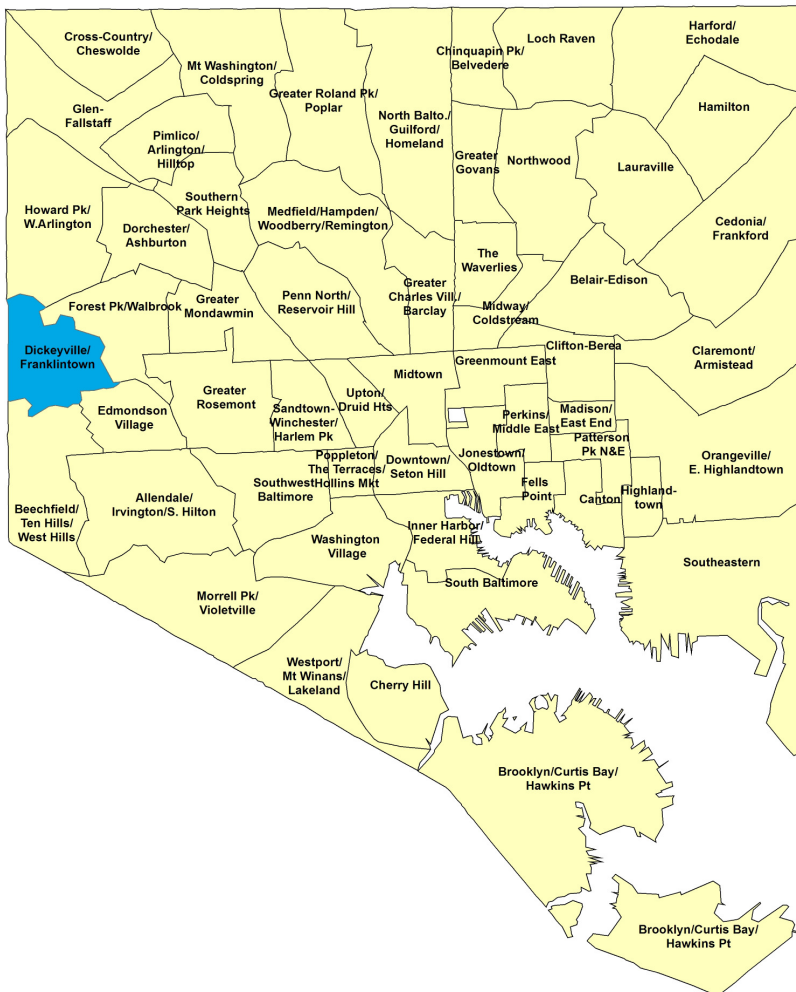 Cross-Country/
Cheswolde
Mt Washington/
Coldspring
Greater Roland Pk/
Poplar
Chinquapin Pk/
Belvedere
Loch Raven
Harford/
Echodale
Glen-
Fallstaff
Pimlico/
Arlington/
Hilltop
North Balto./
Guilford/
Homeland
Greater
Govans
Northwood
Lauraville
Hamilton
Howard Pk/
W.Arlington
Dorchester/
Ashburton
Southern
Park Heights
Medfield/Hampden/
Woodberry/Remington
Cedonia/
Frankford
The
Waverlies
Belair-Edison
Forest Pk/Walbrook
Greater
Mondawmin
Penn North/
Reservoir Hill
Greater
Charles Vill./
Barclay
Midway/
Coldstream
Dickeyville/
Franklintown
Clifton-Berea
Claremont/
Armistead
Greenmount East
Midtown
Edmondson
Village
Greater
Rosemont
Sandtown-
Winchester/
Harlem Pk
Upton/
Druid Hts
Perkins/
Middle East
Madison/
East End
Patterson
Pk N&E
Orangeville/
E. Highlandtown
Beechfield/
Ten Hills/
West Hills
Allendale/
Irvington/S. Hilton
Southwest
Baltimore
Poppleton/
The Terraces/
Hollins Mkt
Downtown/
Seton Hill
Jonestown/
Oldtown
Fells
Point
Canton
Highland-
town
Washington
Village
Inner Harbor/
Federal Hill
South Baltimore
Southeastern
Morrell Pk/
Violetville
Westport/
Mt Winans/
Lakeland
Cherry Hill
Brooklyn/Curtis Bay/
Hawkins Pt
Brooklyn/Curtis Bay/
Hawkins Pt